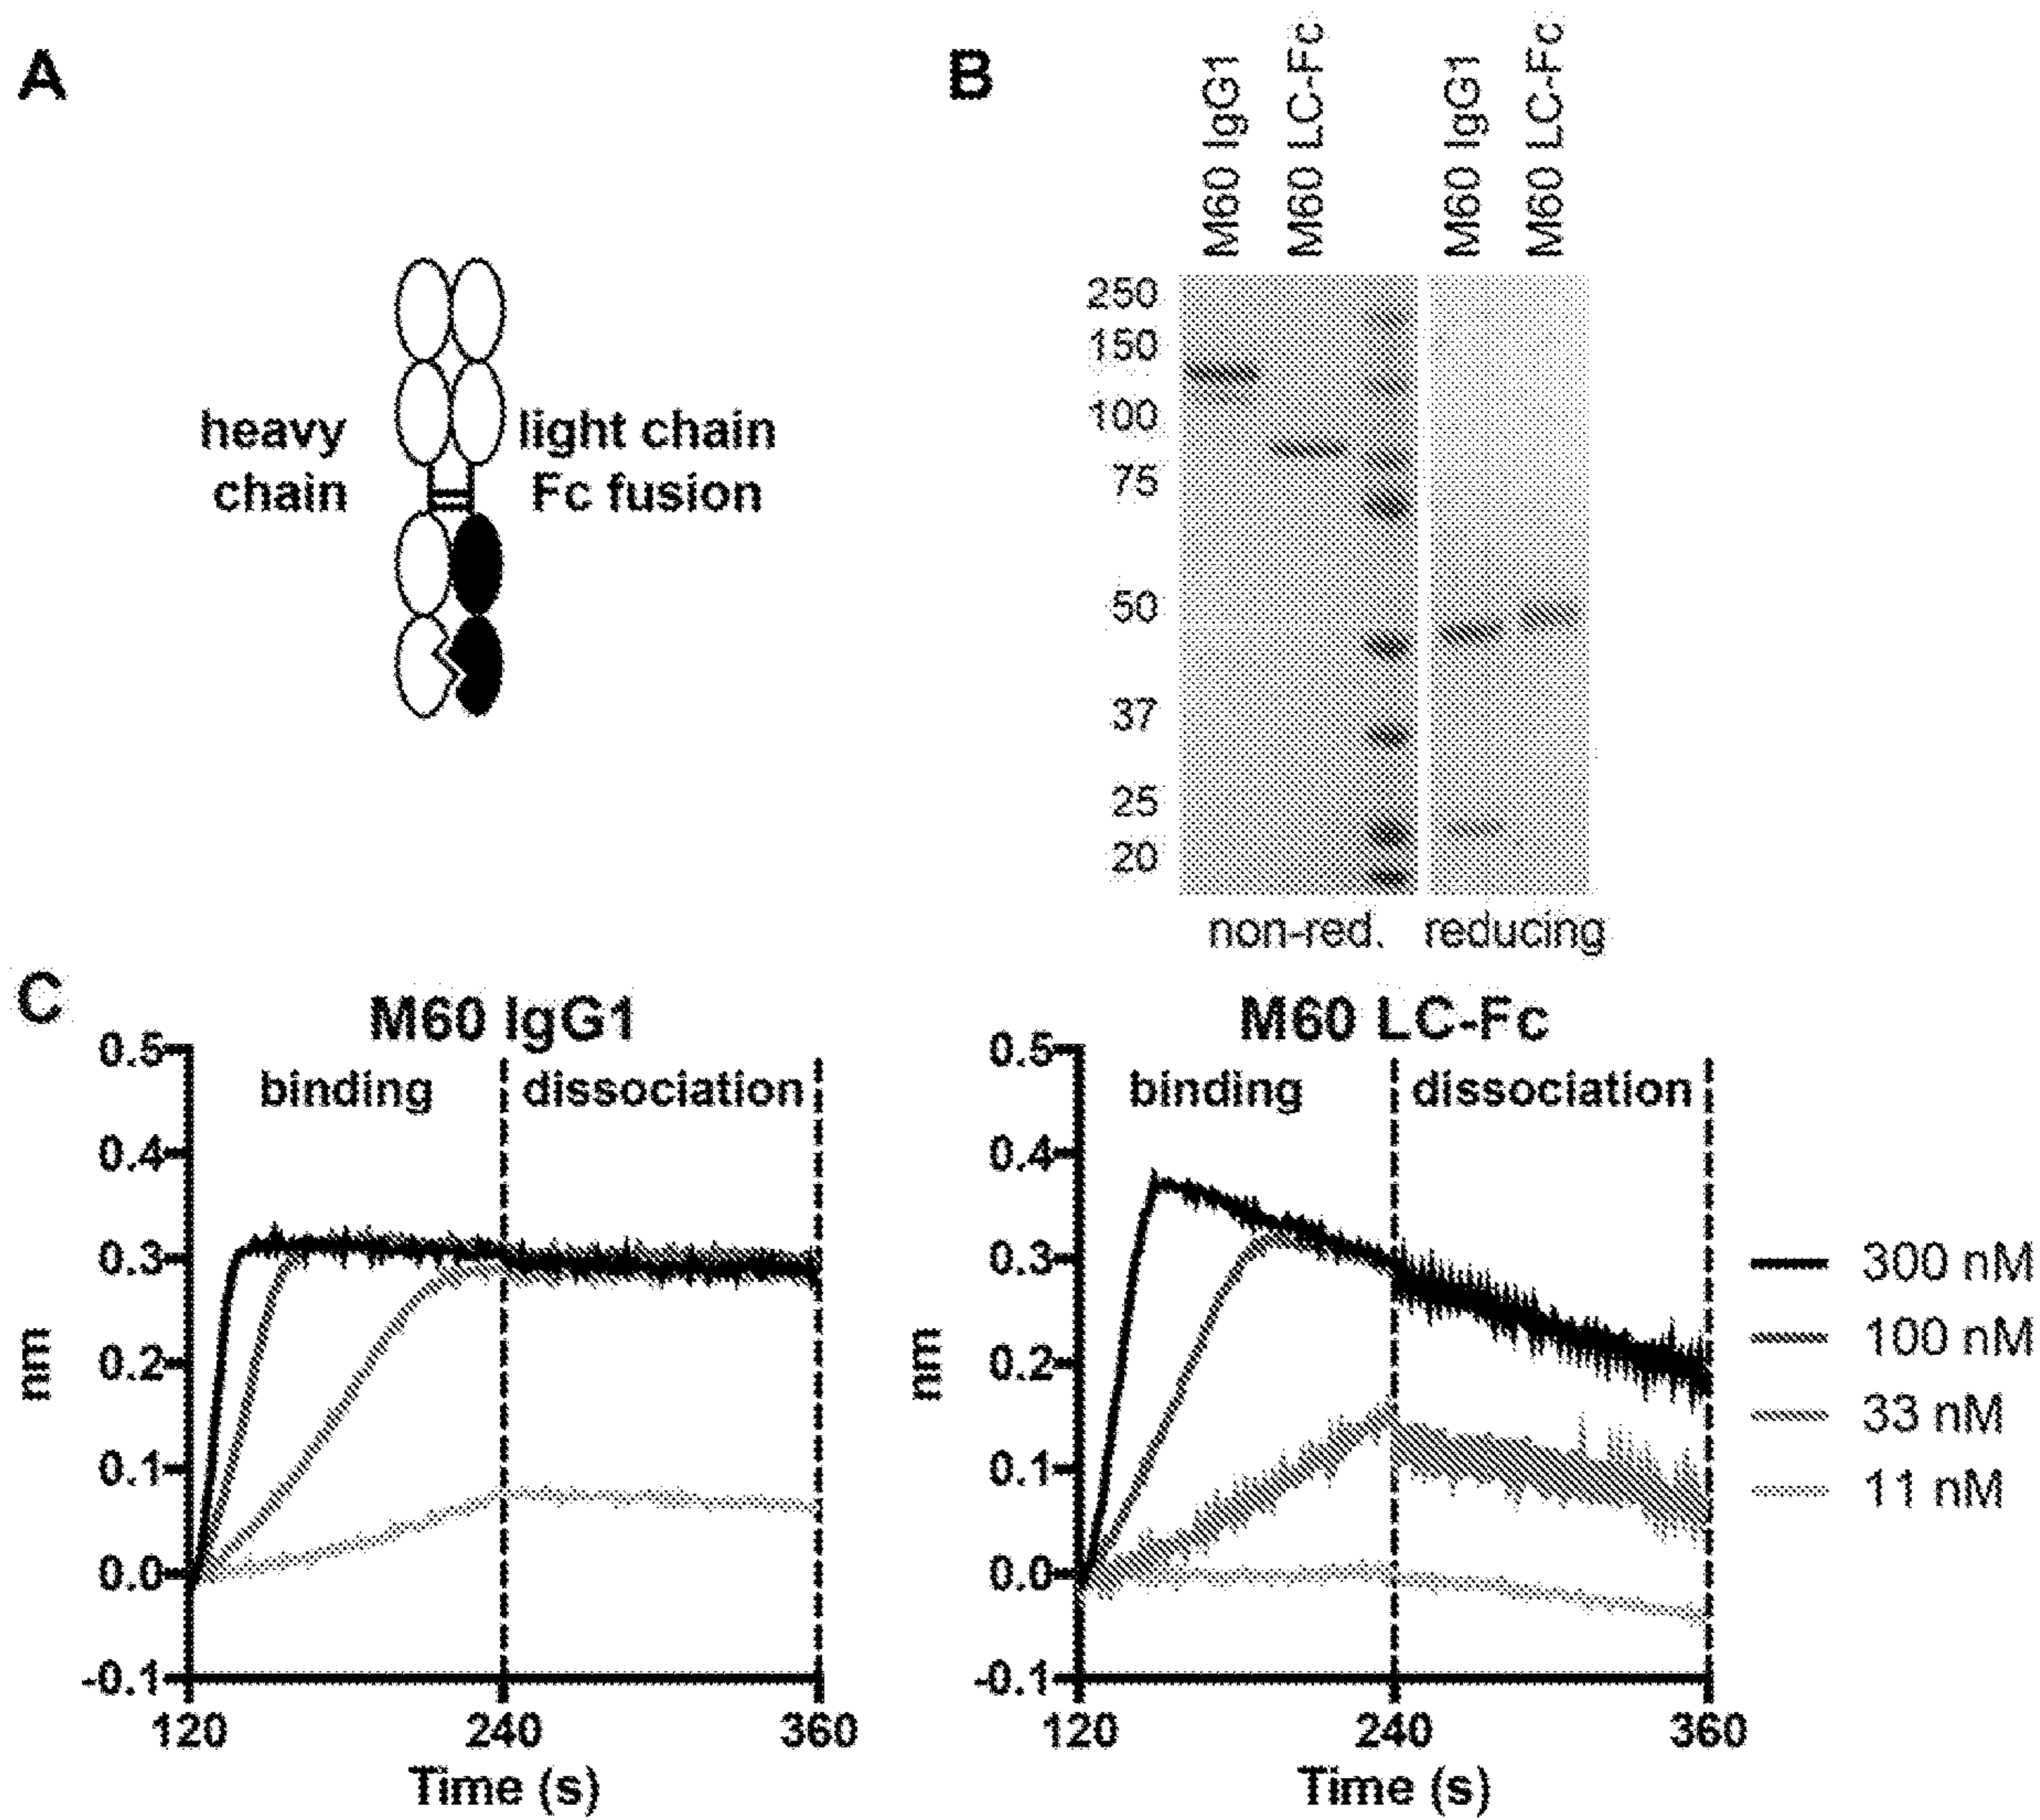 A
heavy
chain
light chain
Fc fusion
B
M60 IgG1
M60 LC-Fc
M60 IgG1
M60 LC-Fc
250
150
100
75
50
37
25
20
non-red.
reducing
C
M60 IgG1
binding
dissociation
0.5
0.4
0.3
0.2
0.1
0.0
-0.1
nm
120
240
360
Time (s)
M60 LC-Fc
binding
dissociation
0.5
0.4
0.3
0.2
0.1
0.0
-0.1
nm
120
240
360
Time (s)
300 nM
100 nM
33 nM
11 nM